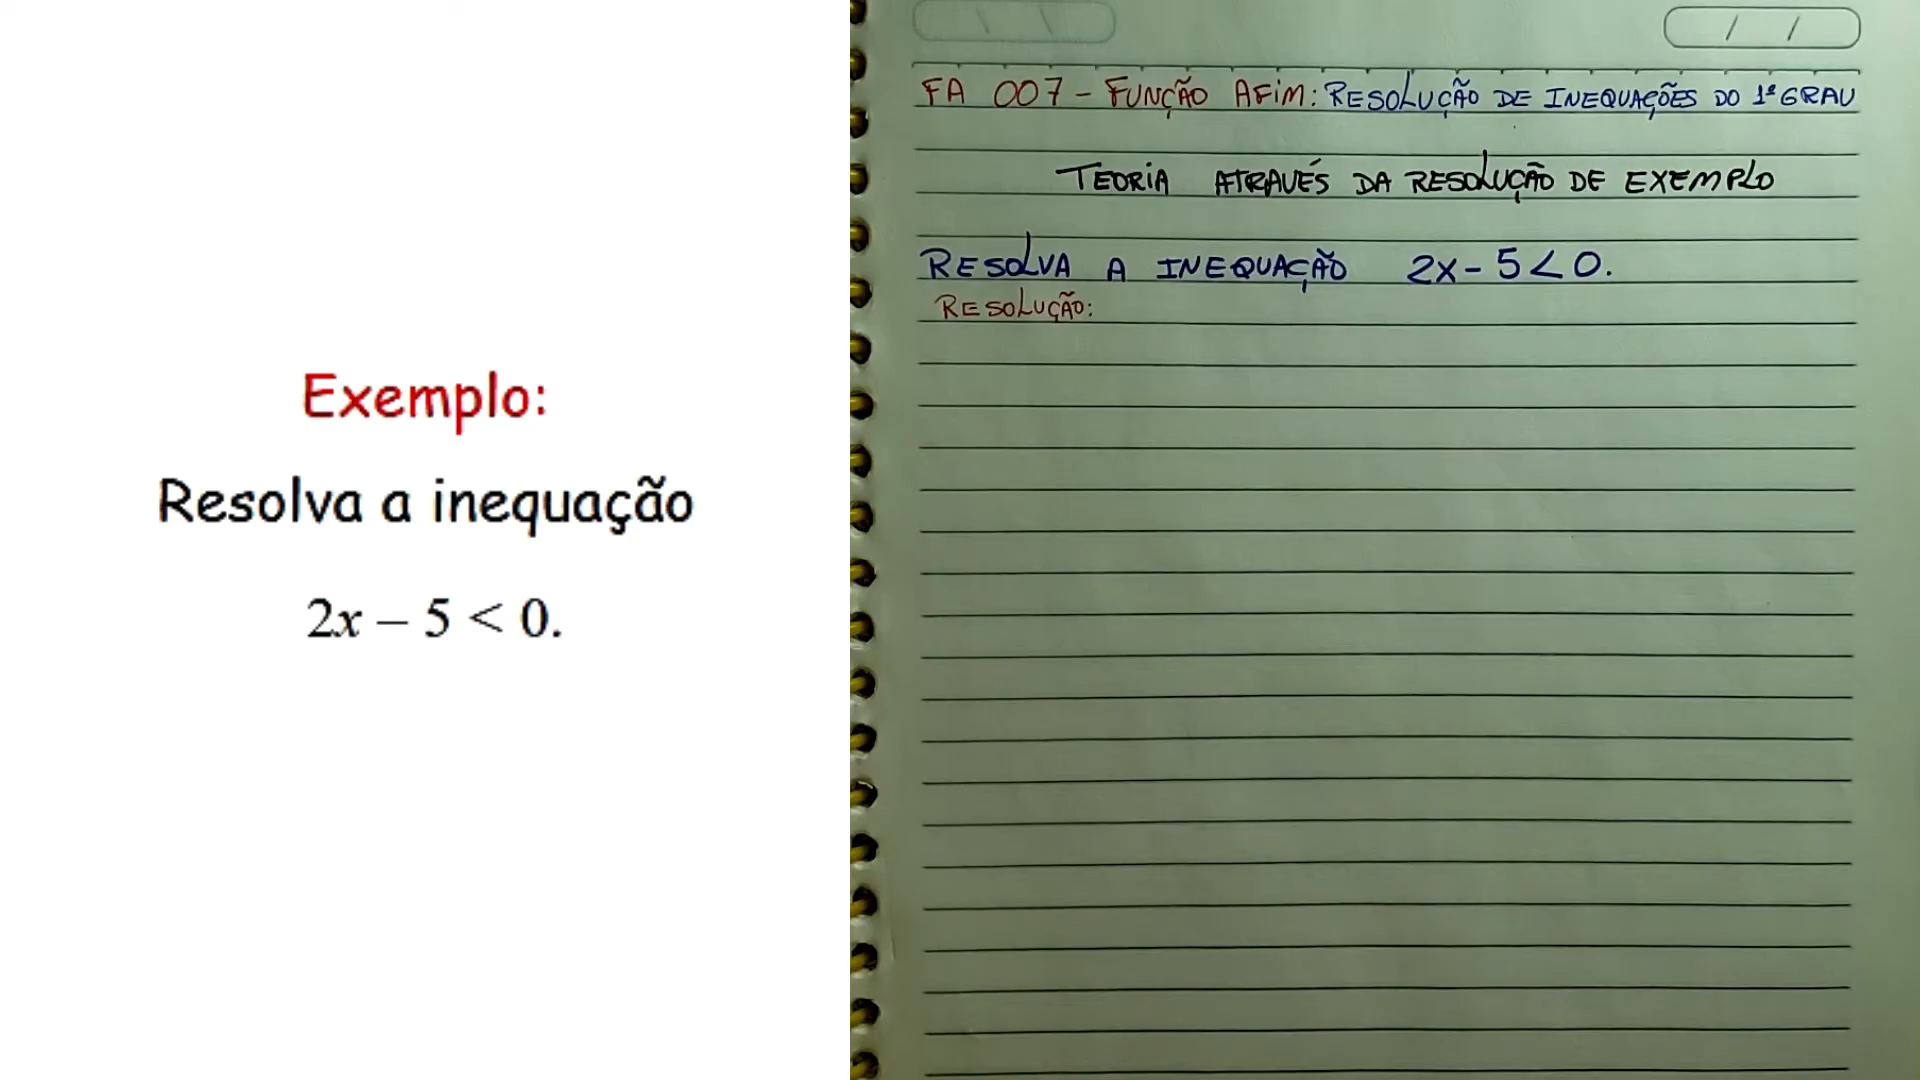 Exemplo:
Resolva a inequação
2x – 5 < 0.
FA 007 - FUNÇÃO AFIM: RESOLUÇÃO DE INEQUAÇÕES DO 1º GRAU
TEORIA ATRAVÉS DA RESOLUÇÃO DE EXEMPLO
RESOLVA A INEQUAÇÃO 2x - 5 < 0.
RESOLUÇÃO: